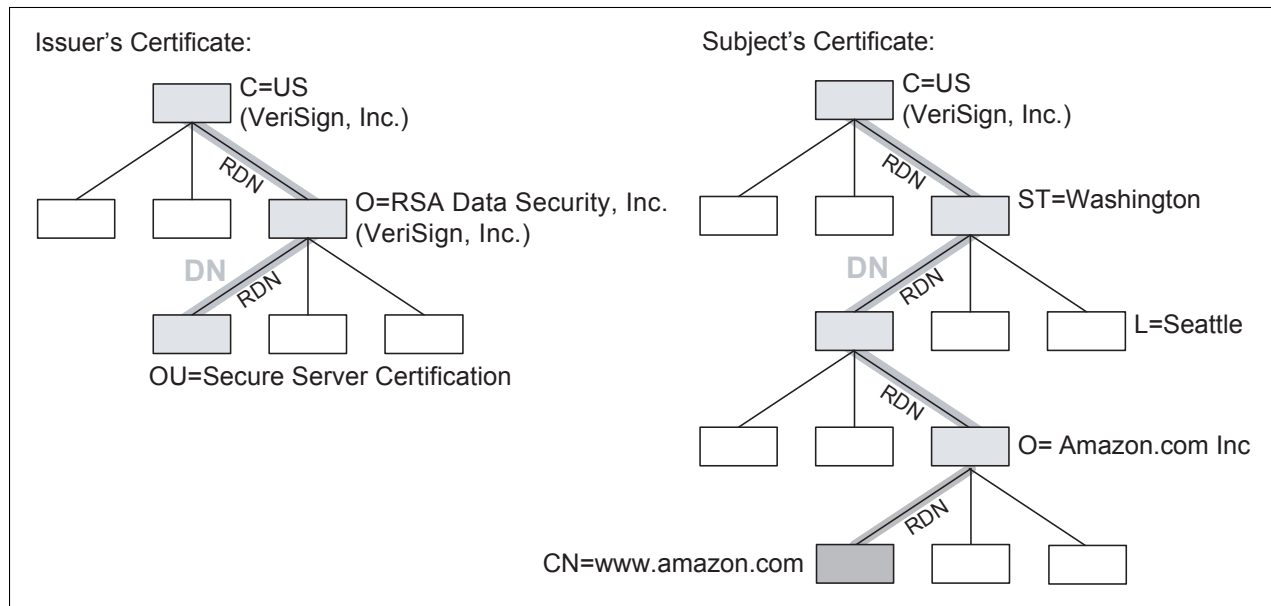 Issuer's Certificate:
C=US
(VeriSign, Inc.)
RDN
O=RSA Data Security, Inc.
(VeriSign, Inc.)
DN
RDN
OU=Secure Server Certification
Subject's Certificate:
C=US
(VeriSign, Inc.)
RDN
ST=Washington
DN
RDN
L=Seattle
RDN
O= Amazon.com Inc
RDN
CN=www.amazon.com